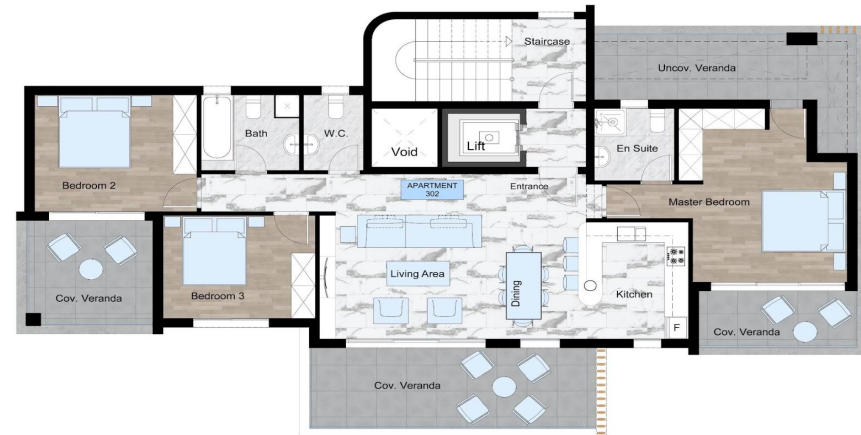 Staircase
Uncov. Veranda
Bath
W.C.
Void
Lift
En Suite
Bedroom 2
APARTMENT
302
Entrance
Master Bedroom
Living Area
Dining
Kitchen
Cov. Veranda
Bedroom 3
F
Cov. Veranda
Cov. Veranda